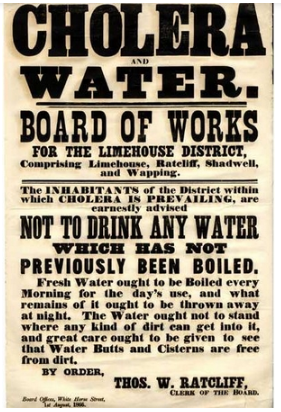 CHOLERA
AND
WATER.
BOARD OF WORKS
FOR THE LIMEHOUSE DISTRICT,
Comprising Limehouse, Ratcliff, Shadwell,
and Wapping.
The INHABITANTS of the District within
which CHOLERA IS PREVAILING, are
earnestly advised
NOT TO DRINK ANY WATER
WHICH HAS NOT
PREVIOUSLY BEEN BOILED.
Fresh Water ought to be Boiled every
Morning for the day's use, and what
remains of it ought to be thrown away
at night. The Water ought not to stand
where any kind of dirt can get into it,
and great care ought to be given to see
that Water Butts and Cisterns are free
from dirt.
BY ORDER,
THOS. W. RATCLIFF,
CLERK OF THE BOARD.
Board Offices, White Horse Street,
1st August, 1866.